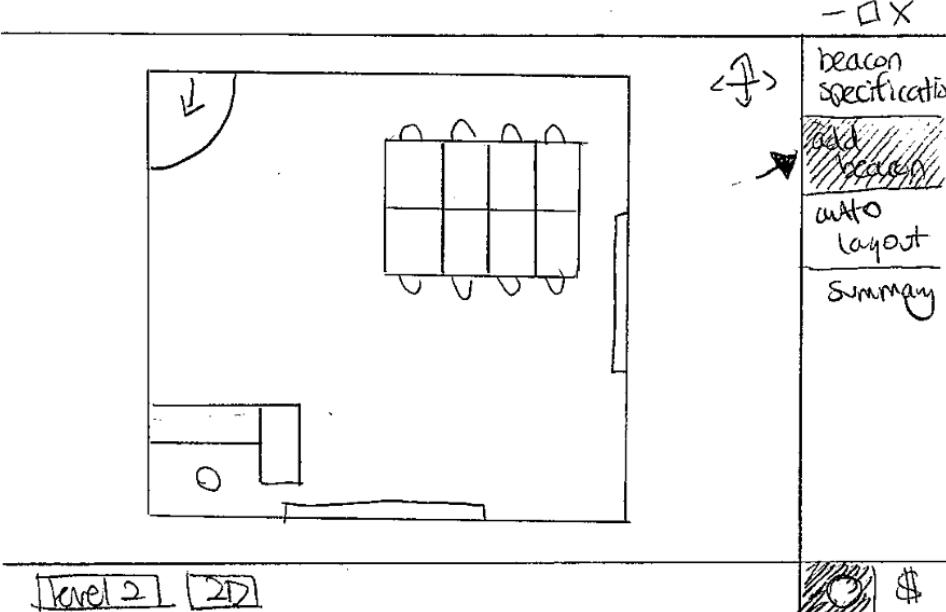 beacon
specificatio
add
beacon
auto
layout
summary
level 2
2D
$